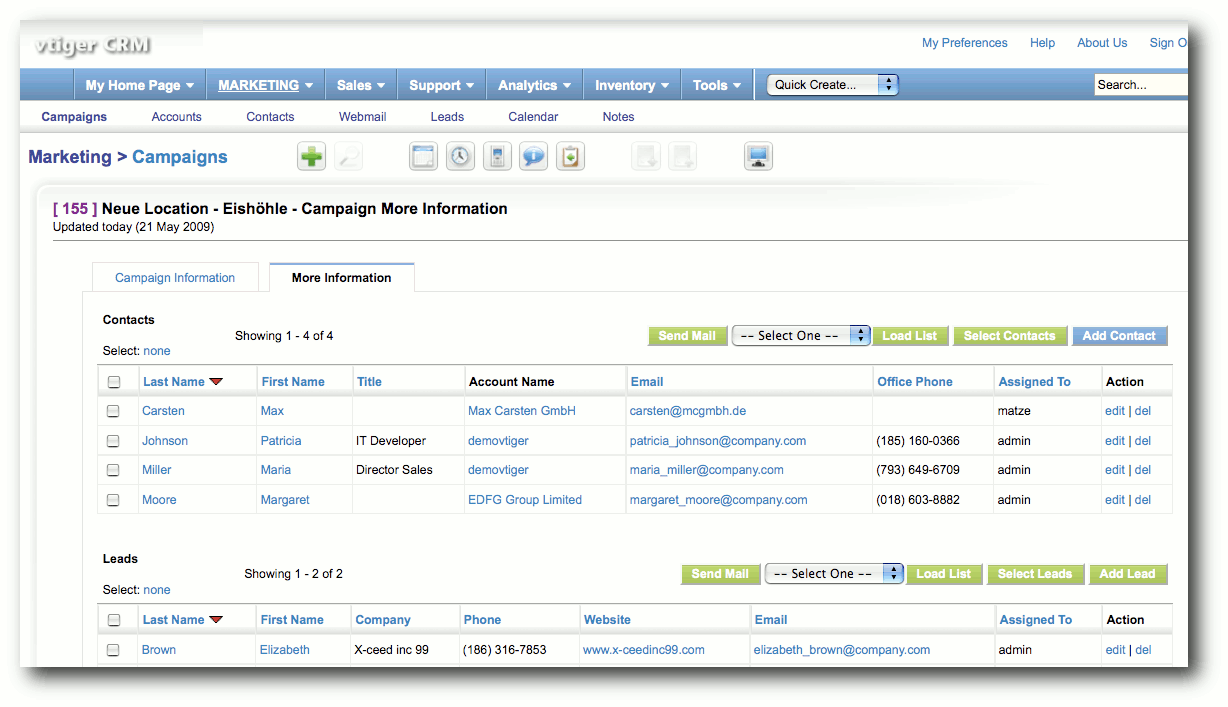 vtiger CRM
My Preferences Help About Us Sign O
My Home Page MARKETING Sales Support Analytics Inventory Tools Quick Create... Search...
Campaigns Accounts Contacts Webmail Leads Calendar Notes
Marketing > Campaigns
[ 155 ] Neue Location - Eishöhle - Campaign More Information
Updated today (21 May 2009)
Campaign Information More Information
Contacts
Showing 1 - 4 of 4 Send Mail -- Select One -- Load List Select Contacts Add Contact
Select: none
Last Name First Name Title Account Name Email Office Phone Assigned To Action
Carsten Max Max Carsten GmbH carsten@mcgmbh.de matze edit | del
Johnson Patricia IT Developer demovtiger patricia_johnson@company.com (185) 160-0366 admin edit | del
Miller Maria Director Sales demovtiger maria_miller@company.com (793) 649-6709 admin edit | del
Moore Margaret EDFG Group Limited margaret_moore@company.com (018) 603-8882 admin edit | del
Leads
Showing 1 - 2 of 2 Send Mail -- Select One -- Load List Select Leads Add Lead
Select: none
Last Name First Name Company Phone Website Email Assigned To Action
Brown Elizabeth X-ceed inc 99 (186) 316-7853 www.x-ceedinc99.com elizabeth_brown@company.com admin edit | del